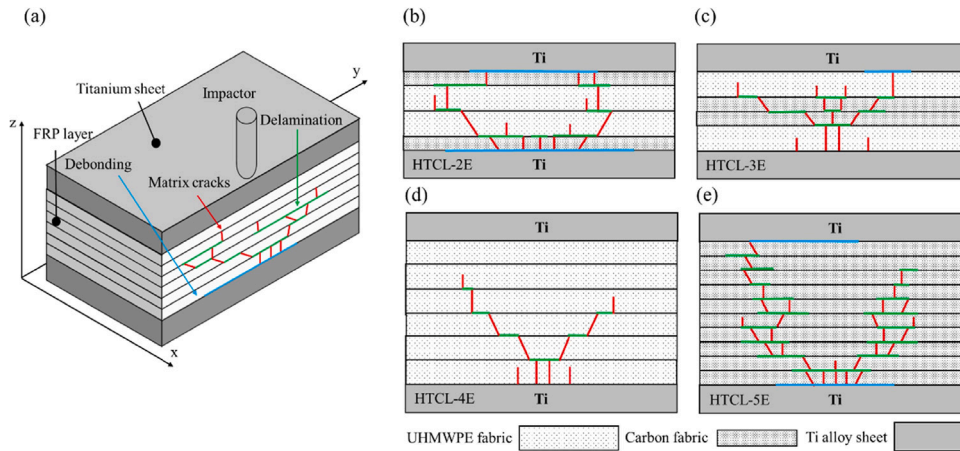 (a)
Titanium sheet
Impactor
y
z
FRP layer
Delamination
Debonding
Matrix cracks
x
(b)
Ti
HTCL-2E
Ti
(c)
Ti
HTCL-3E
Ti
(d)
Ti
HTCL-4E
Ti
(e)
Ti
HTCL-5E
Ti
UHMWPE fabric
Carbon fabric
Ti alloy sheet